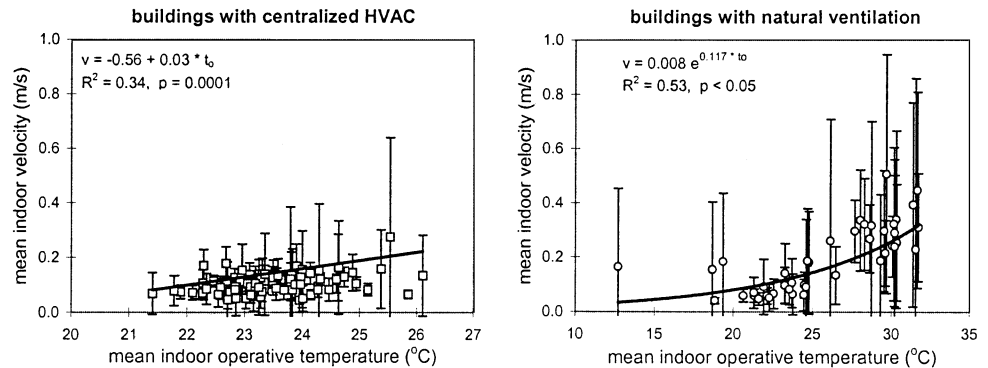 buildings with centralized HVAC
v = -0.56 + 0.03 * tₒ
R² = 0.34, p = 0.0001
mean indoor velocity (m/s)
1.0
0.8
0.6
0.4
0.2
0.0
20 21 22 23 24 25 26 27
mean indoor operative temperature (°C)
buildings with natural ventilation
v = 0.008 e^0.117 * to
R² = 0.53, p < 0.05
mean indoor velocity (m/s)
1.0
0.8
0.6
0.4
0.2
0.0
10 15 20 25 30 35
mean indoor operative temperature (°C)